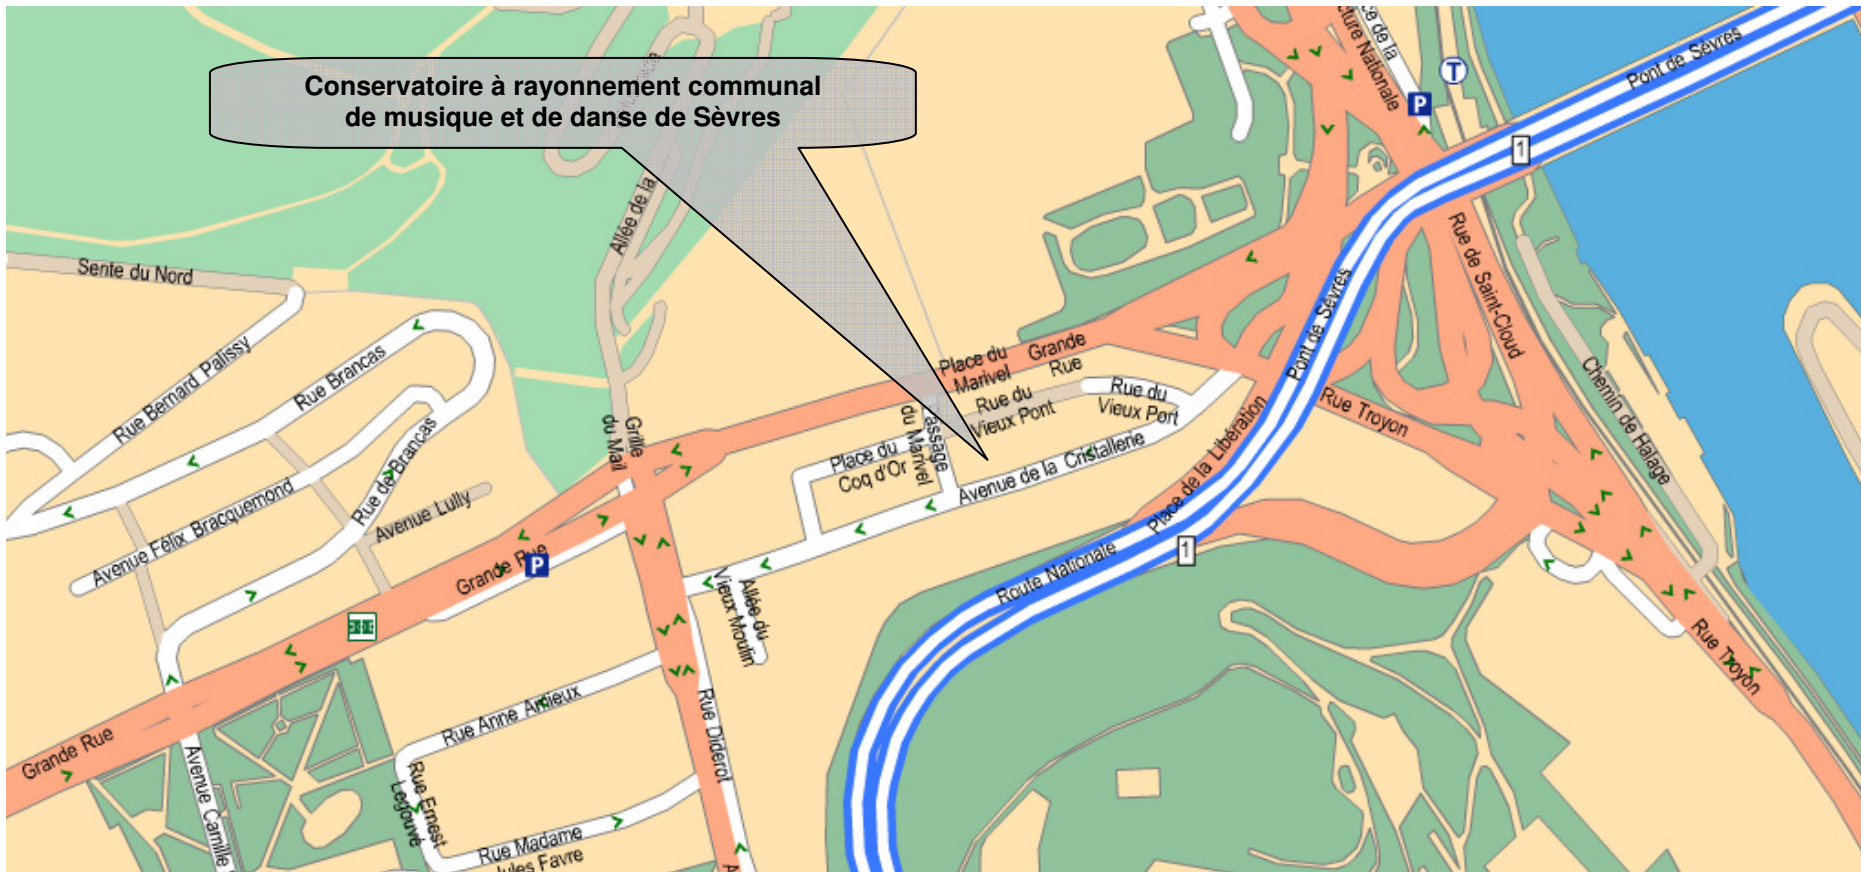 Conservatoire à rayonnement communal
de musique et de danse de Sèvres
Pont de Sèvres
Nationale
P
T
1
Allée de la
Sente du Nord
Rue de Saint-Cloud
Pont de Sèvres
Rue Bernard Palissy
Rue Brancas
Place du
Marivel
Grande
Rue
Rue du
Vieux Pont
Rue du
Vieux Port
Chemin de Halage
Rue Troyon
Grille
du Mail
Rue de Brancas
Place du
Coq d'Or
du Marivel
Avenue de la Cristallerie
Place de la Libération
Avenue Félix Bracquemond
Avenue Lully
Grande Rue
P
Route Nationale
1
Allée du
Vieux Moulin
Rue Troyon
Rue Anne Amieux
Rue Diderot
Grande Rue
Avenue Camille
Rue Ernest
Legouvé
Rue Madame
Jules Favre